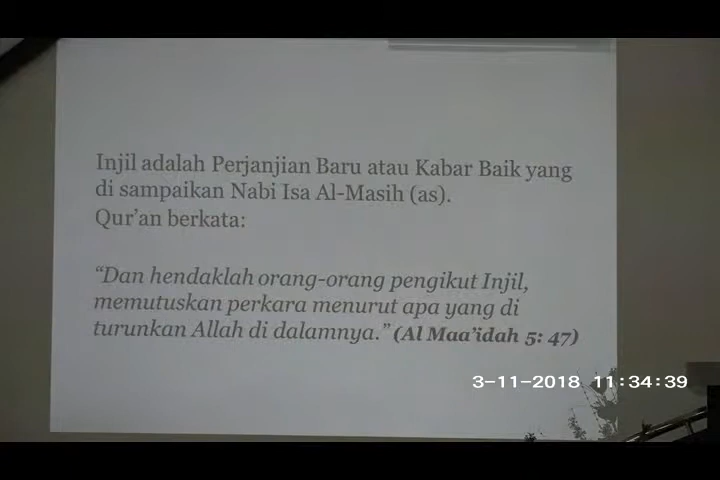 Injil adalah Perjanjian Baru atau Kabar Baik yang
di sampaikan Nabi Isa Al-Masih (as).
Qur’an berkata:
“Dan hendaklah orang-orang pengikut Injil,
memutuskan perkara menurut apa yang di
turunkan Allah di dalamnya.” (Al Maa’idah 5: 47)
3-11-2018 11:34:39